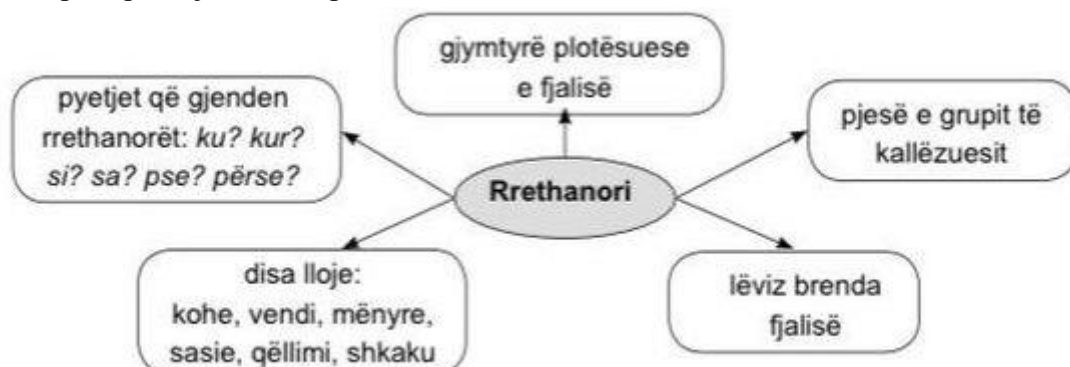 gjymtyrë plotësuese
e fjalisë
pyetjet që gjenden
rrethanorët: ku? kur?
si? sa? pse? përse?
pjesë e grupit të
kallëzuesit
Rrethanori
disa lloje:
kohe, vendi, mënyre,
sasie, qëllimi, shkaku
lëviz brenda
fjalisë